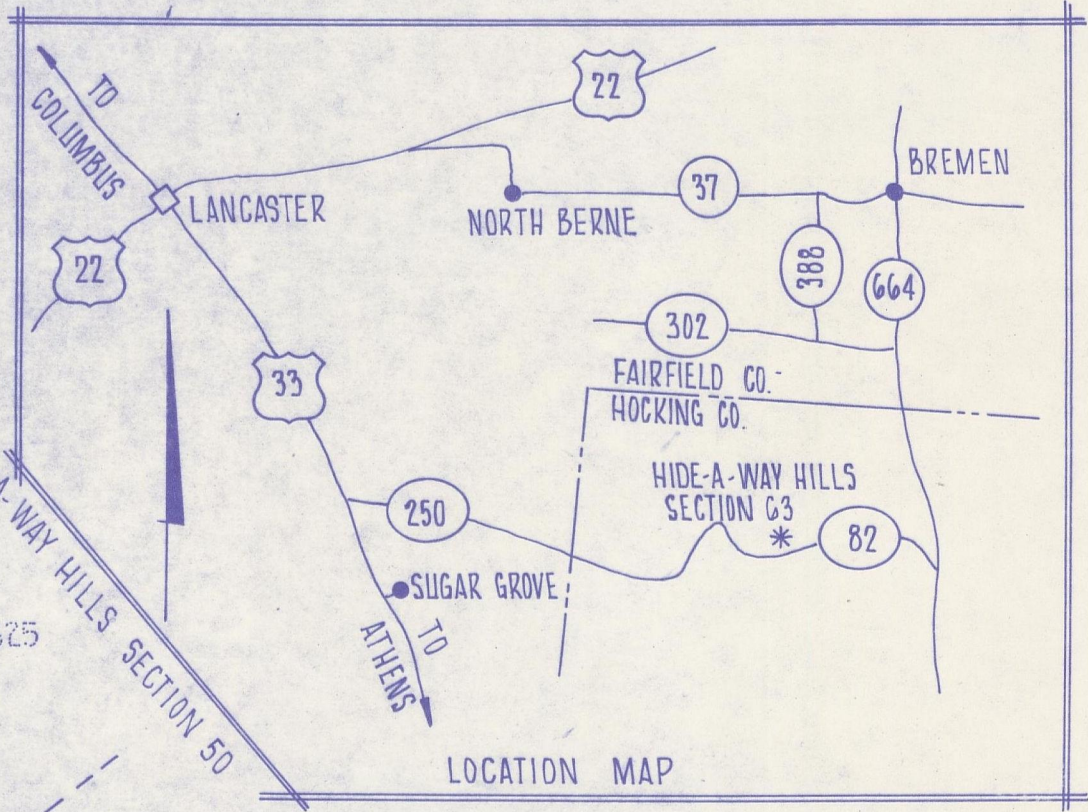 22
TO
COLUMBUS
BREMEN
LANCASTER
NORTH BERNE
37
22
388
664
302
33
FAIRFIELD CO.
HOCKING CO.
HIDE-A-WAY HILLS
SECTION 63
250
82
SUGAR GROVE
TO
ATHENS
A-WAY HILLS SECTION 50
25
LOCATION MAP